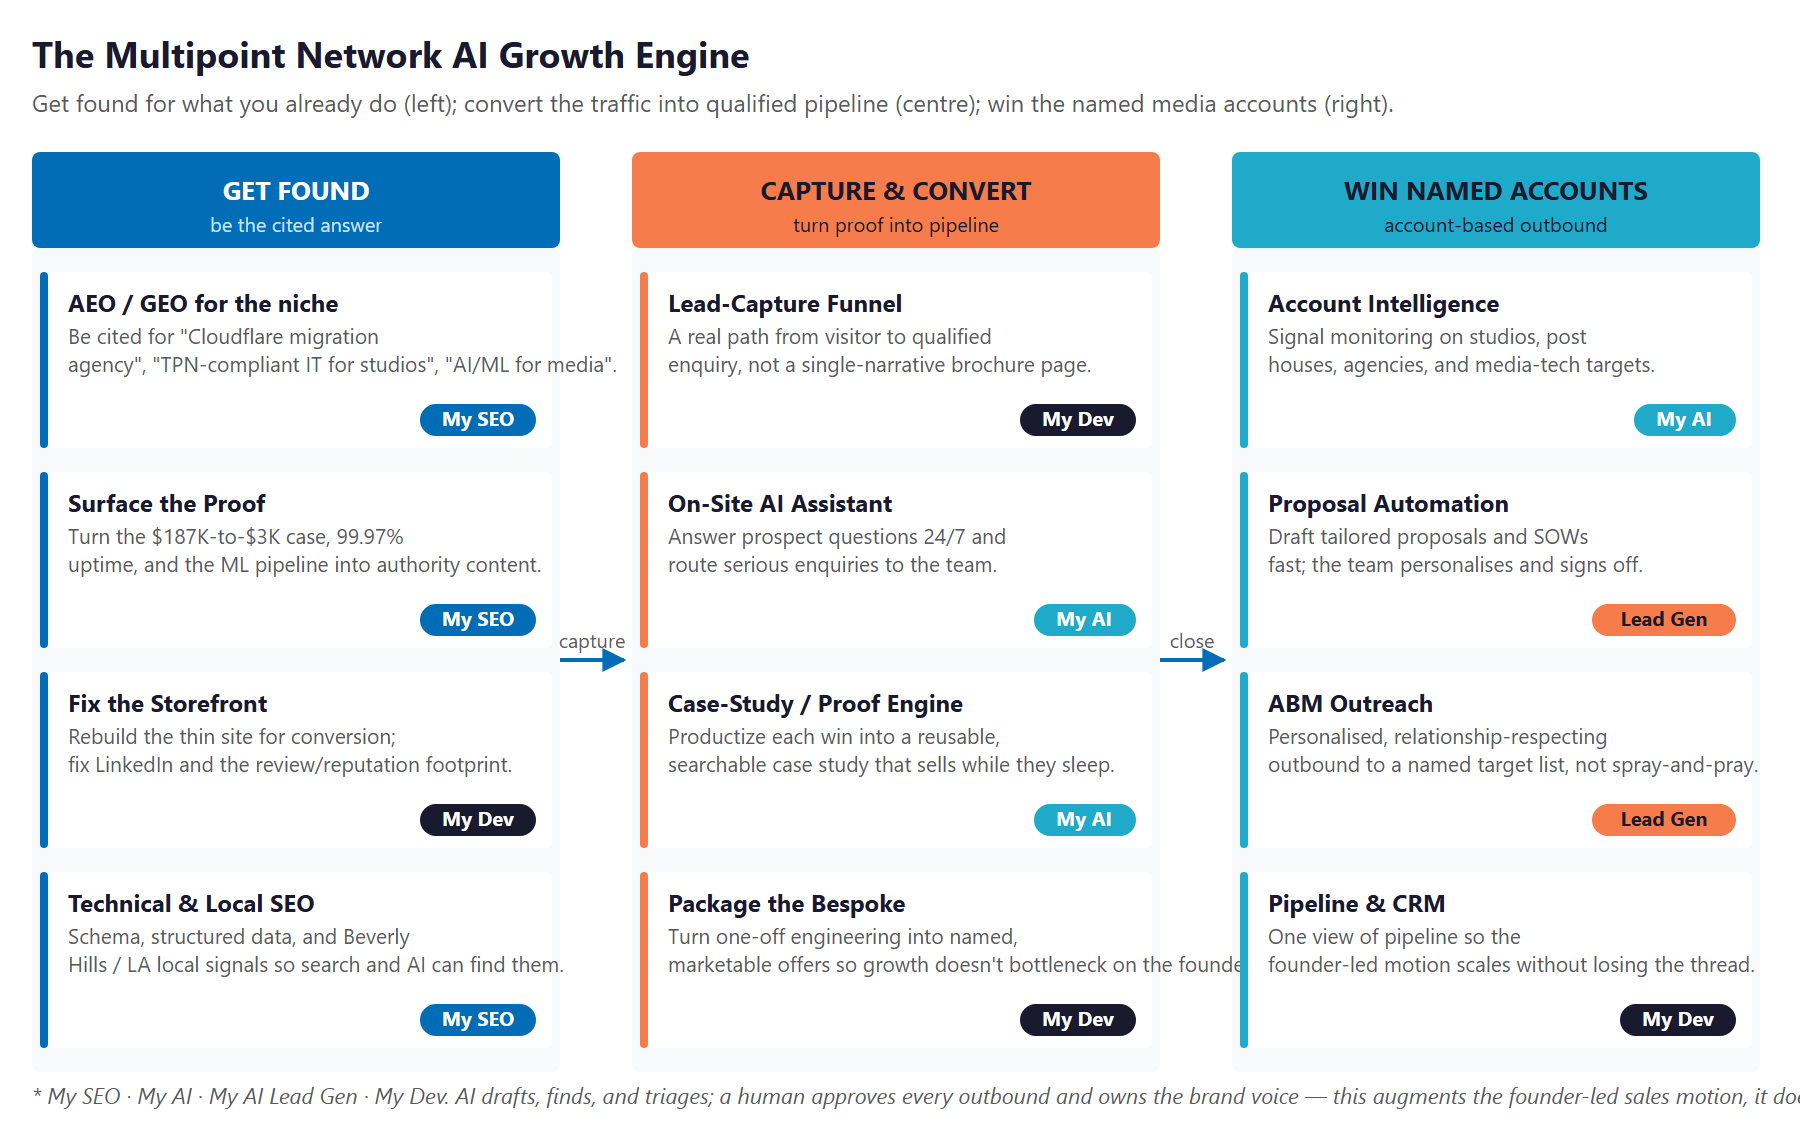 The Multipoint Network AI Growth Engine
Get found for what you already do (left); convert the traffic into qualified pipeline (centre); win the named media accounts (right).
GET FOUND
be the cited answer
AEO / GEO for the niche
Be cited for "Cloudflare migration
agency", "TPN-compliant IT for studios", "AI/ML for media".
My SEO
Surface the Proof
Turn the $187K-to-$3K case, 99.97%
uptime, and the ML pipeline into authority content.
My SEO
Fix the Storefront
Rebuild the thin site for conversion;
fix LinkedIn and the review/reputation footprint.
My Dev
Technical & Local SEO
Schema, structured data, and Beverly
Hills / LA local signals so search and AI can find them.
My SEO
capture
CAPTURE & CONVERT
turn proof into pipeline
Lead-Capture Funnel
A real path from visitor to qualified
enquiry, not a single-narrative brochure page.
My Dev
On-Site AI Assistant
Answer prospect questions 24/7 and
route serious enquiries to the team.
My AI
Case-Study / Proof Engine
Productize each win into a reusable,
searchable case study that sells while they sleep.
My AI
Package the Bespoke
Turn one-off engineering into named,
marketable offers so growth doesn't bottleneck on the founde
My Dev
close
WIN NAMED ACCOUNTS
account-based outbound
Account Intelligence
Signal monitoring on studios, post
houses, agencies, and media-tech targets.
My AI
Proposal Automation
Draft tailored proposals and SOWs
fast; the team personalises and signs off.
Lead Gen
ABM Outreach
Personalised, relationship-respecting
outbound to a named target list, not spray-and-pray.
Lead Gen
Pipeline & CRM
One view of pipeline so the
founder-led motion scales without losing the thread.
My Dev
* My SEO · My AI · My AI Lead Gen · My Dev. AI drafts, finds, and triages; a human approves every outbound and owns the brand voice — this augments the founder-led sales motion, it